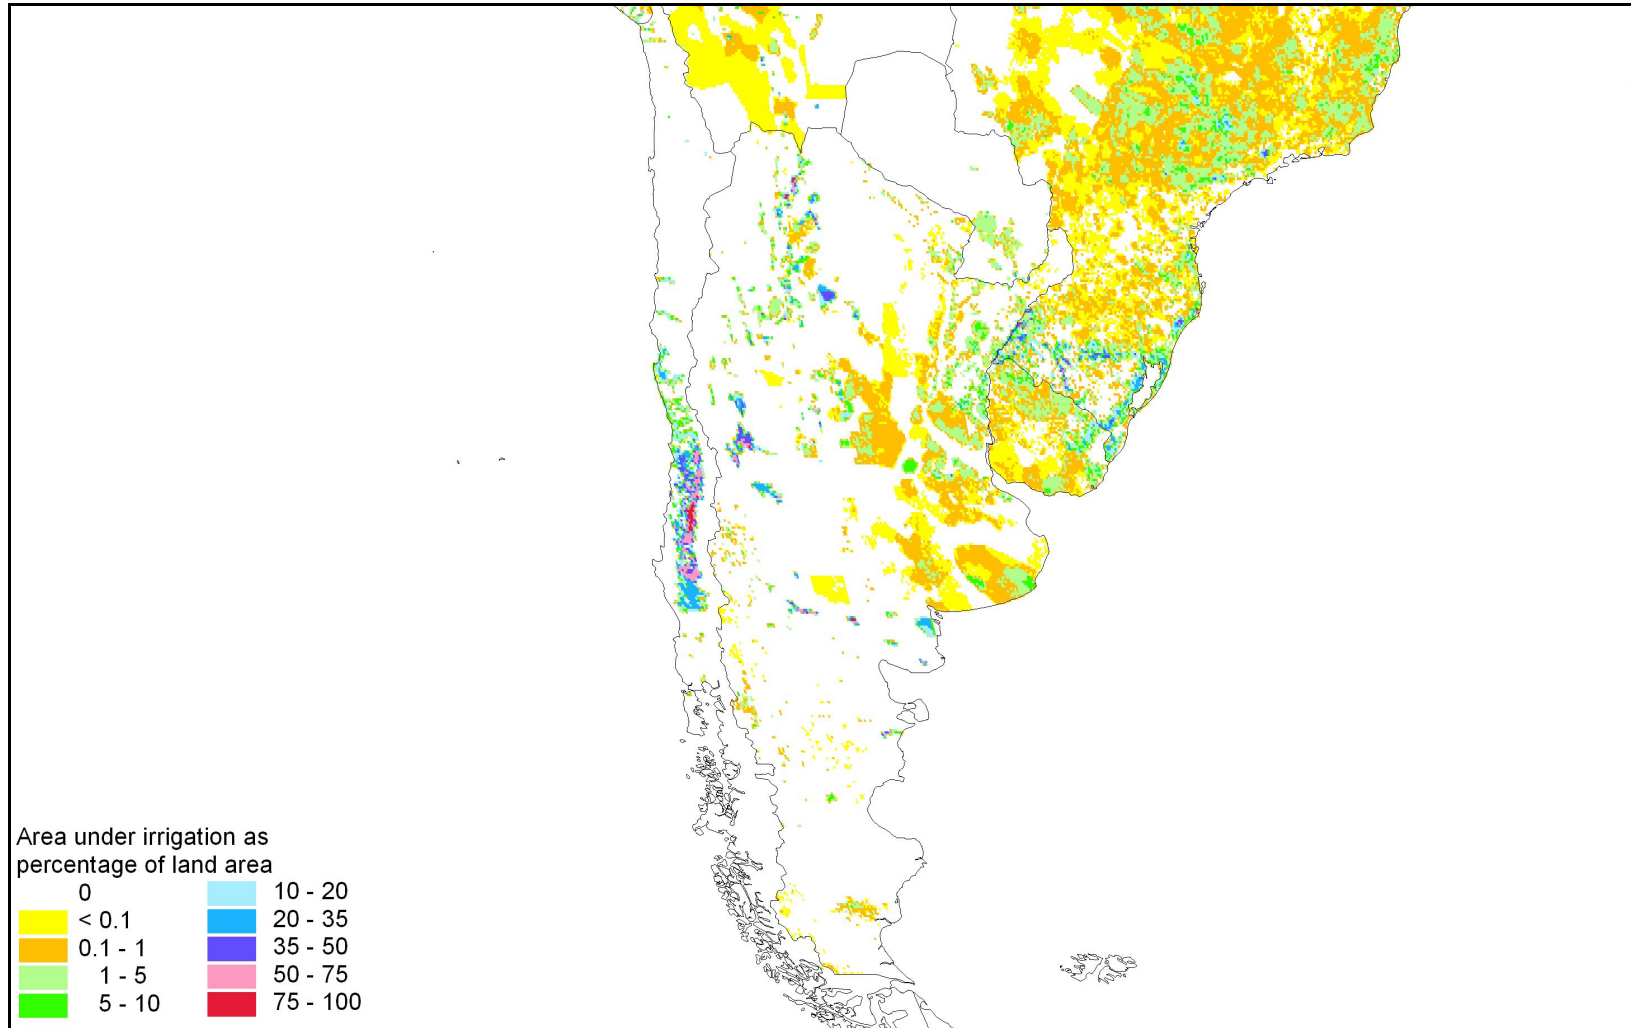 Area under irrigation as
percentage of land area
0
< 0.1
0.1 - 1
1 - 5
5 - 10
10 - 20
20 - 35
35 - 50
50 - 75
75 - 100